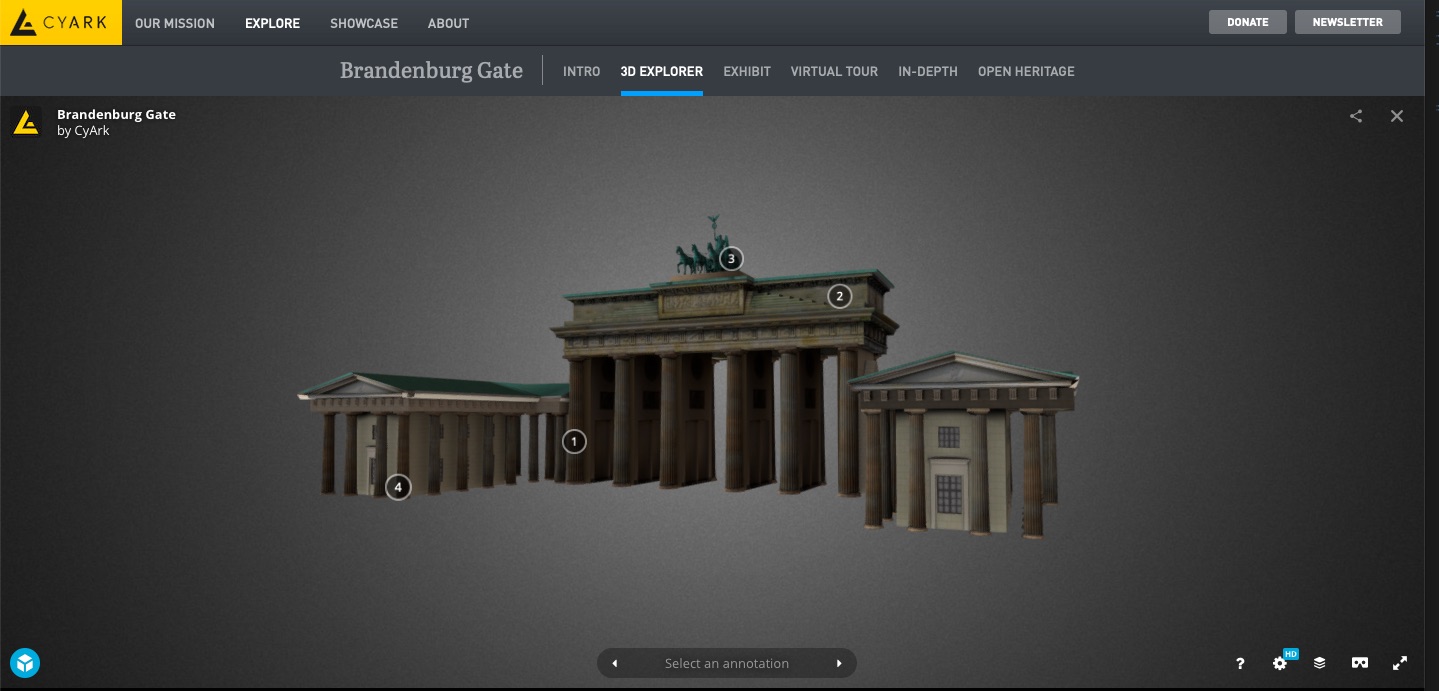 CYARK
OUR MISSION EXPLORE SHOWCASE ABOUT DONATE NEWSLETTER
Brandenburg Gate INTRO 3D EXPLORER EXHIBIT VIRTUAL TOUR IN-DEPTH OPEN HERITAGE
Brandenburg Gate
by CyArk
3
2
1
4
Select an annotation
? HD